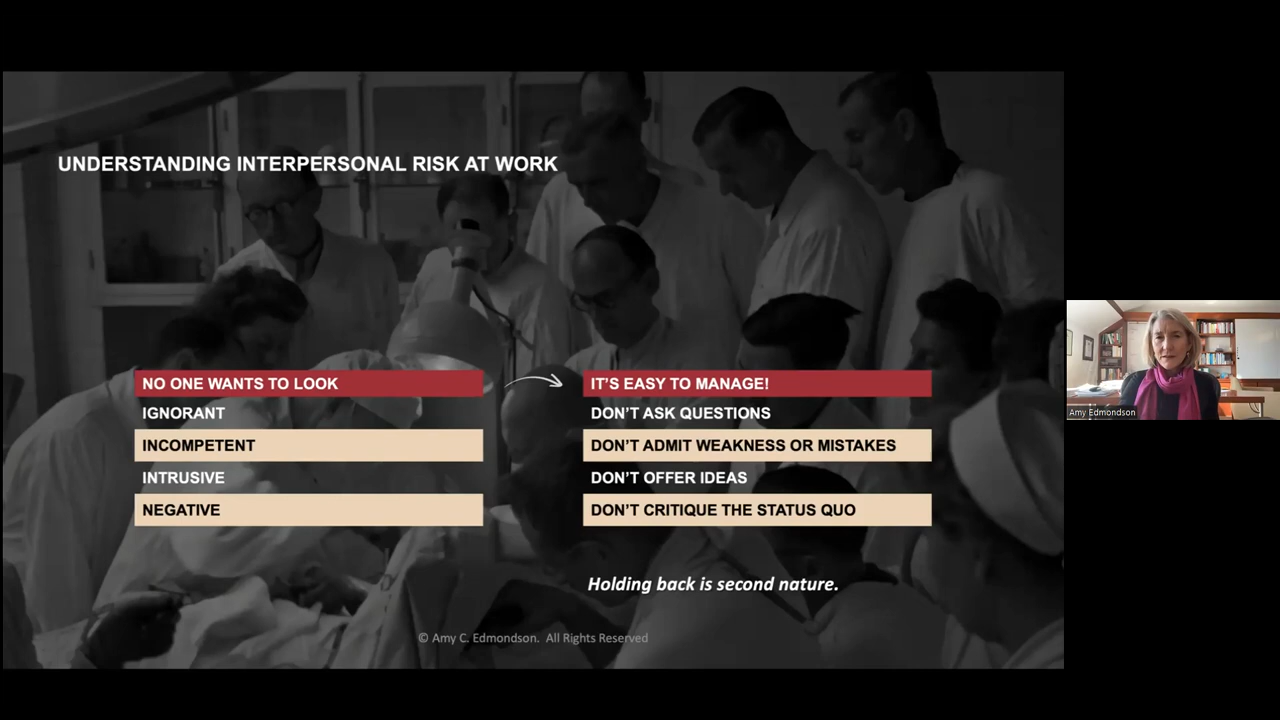 UNDERSTANDING INTERPERSONAL RISK AT WORK
NO ONE WANTS TO LOOK
IT'S EASY TO MANAGE!
IGNORANT
DON'T ASK QUESTIONS
INCOMPETENT
DON'T ADMIT WEAKNESS OR MISTAKES
INTRUSIVE
DON'T OFFER IDEAS
NEGATIVE
DON'T CRITIQUE THE STATUS QUO
Holding back is second nature.
© Amy C. Edmondson. All Rights Reserved
Amy Edmondson